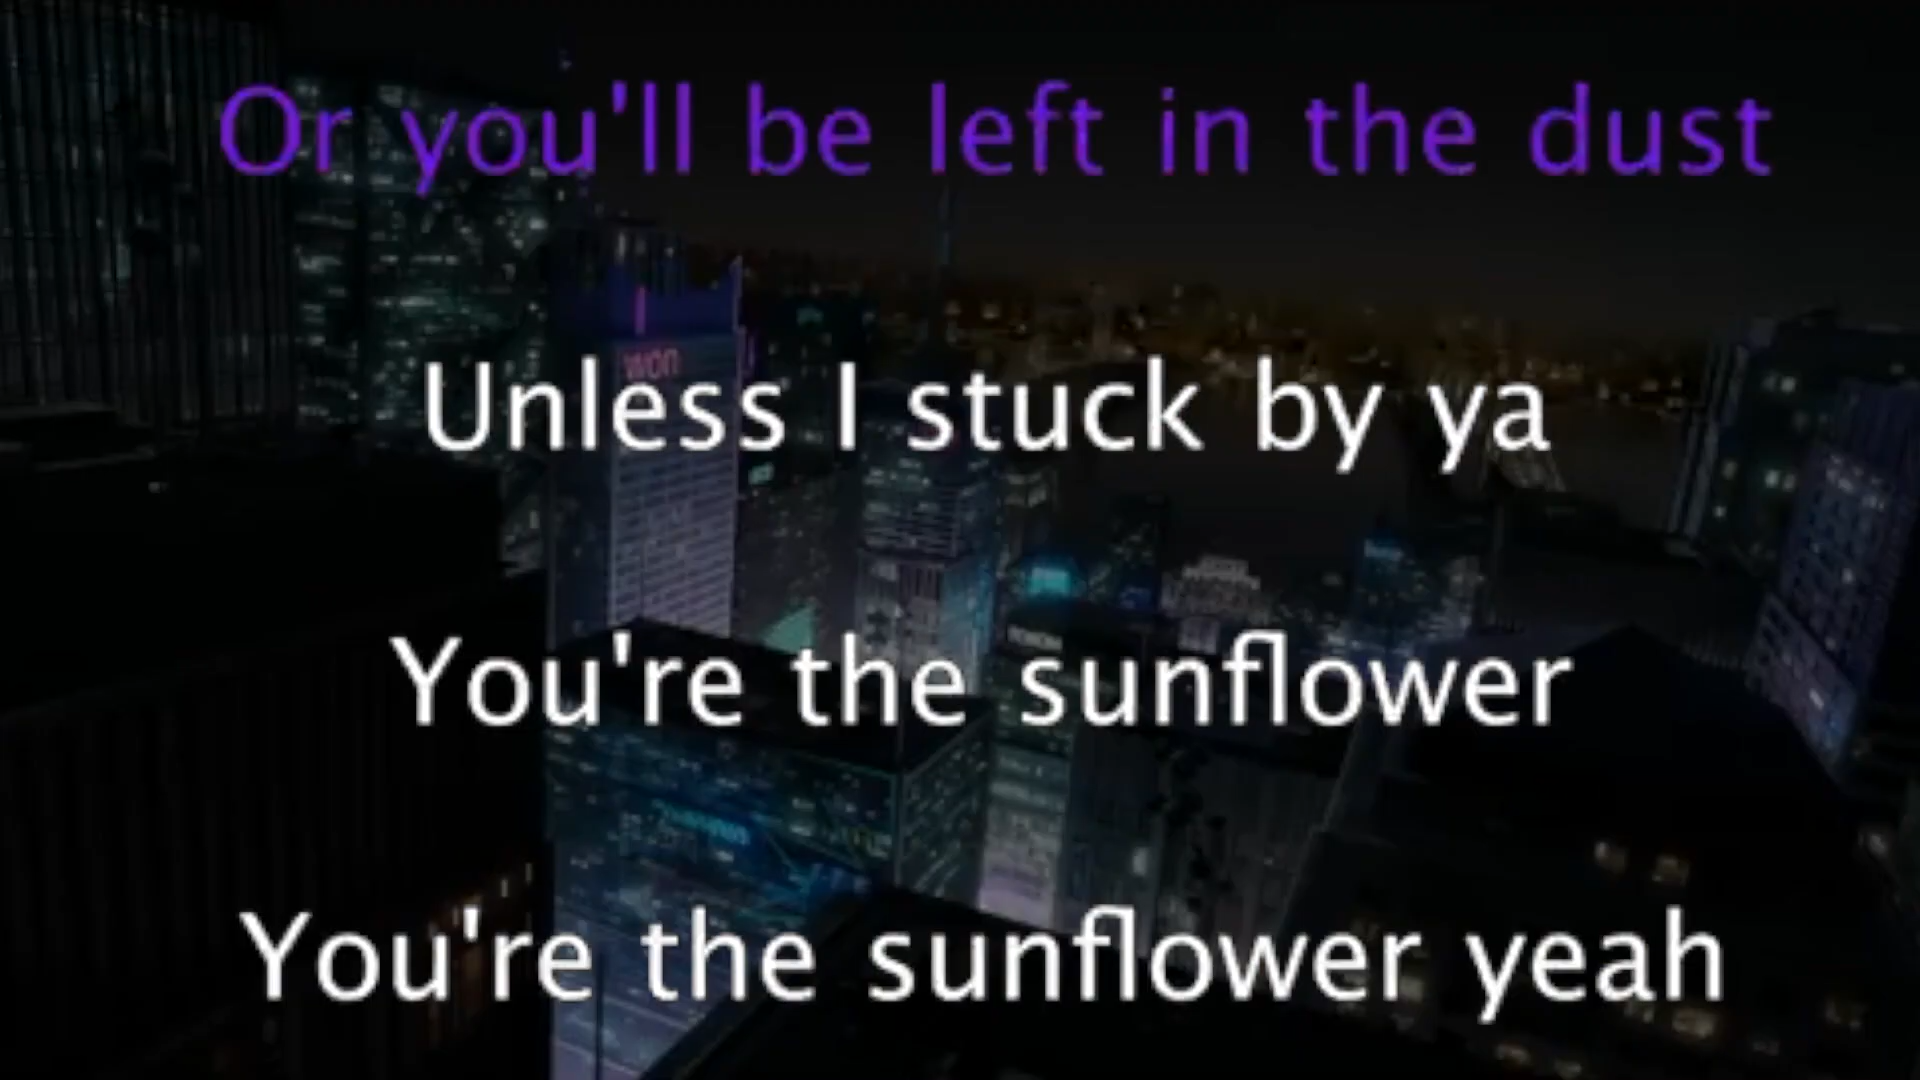 Or you'll be left in the dust
won
Unless I stuck by ya
You're the sunflower
You're the sunflower yeah